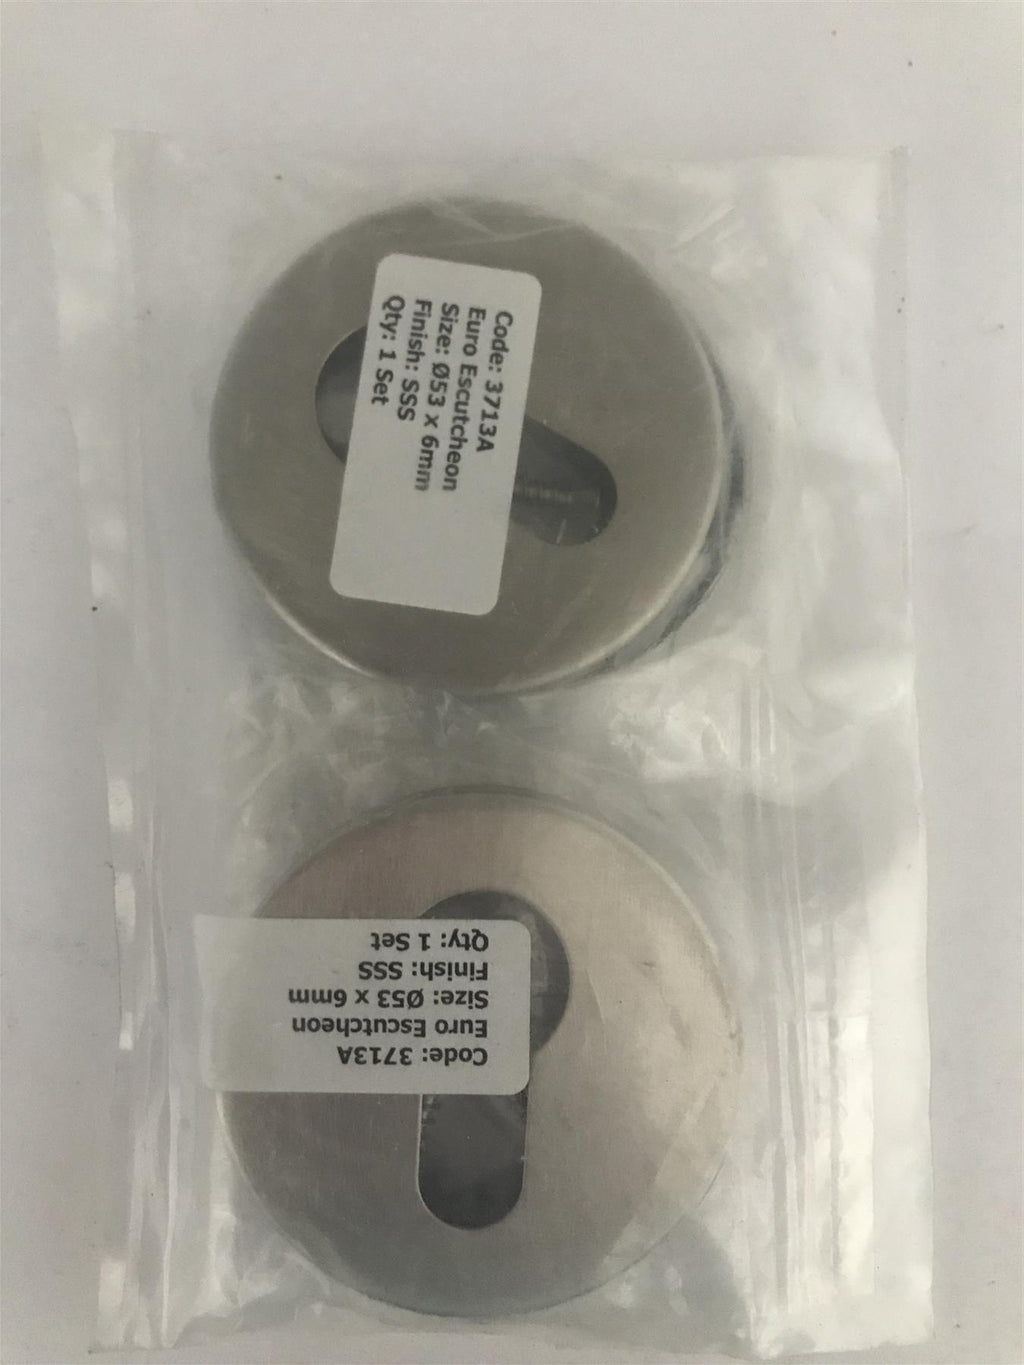 Code: 3713A
Euro Escutcheon
Size: Ø53 x 6mm
Finish: SSS
Qty: 1 Set
Code: 3713A
Euro Escutcheon
Size: Ø53 x 6mm
Finish: SSS
Qty: 1 Set